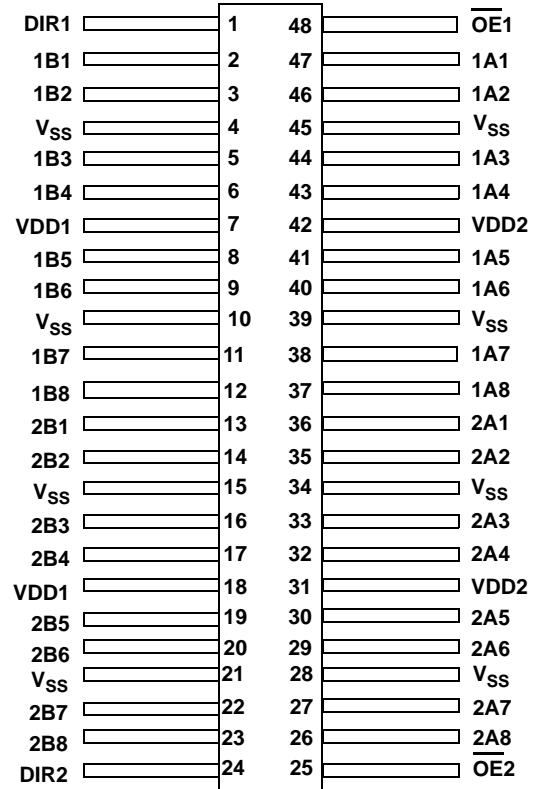 DIR1 1 48 O̅E̅1
1B1 2 47 1A1
1B2 3 46 1A2
VSS 4 45 VSS
1B3 5 44 1A3
1B4 6 43 1A4
VDD1 7 42 VDD2
1B5 8 41 1A5
1B6 9 40 1A6
VSS 10 39 VSS
1B7 11 38 1A7
1B8 12 37 1A8
2B1 13 36 2A1
2B2 14 35 2A2
VSS 15 34 VSS
2B3 16 33 2A3
2B4 17 32 2A4
VDD1 18 31 VDD2
2B5 19 30 2A5
2B6 20 29 2A6
VSS 21 28 VSS
2B7 22 27 2A7
2B8 23 26 2A8
DIR2 24 25 O̅E̅2